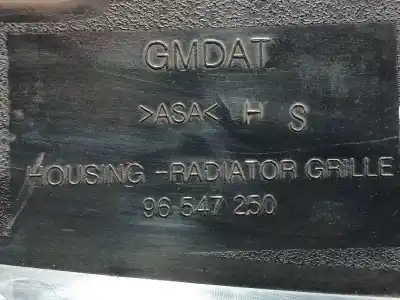 GMDAT
>ASA< H S
HOUSING -RADIATOR GRILLE
96 547 250